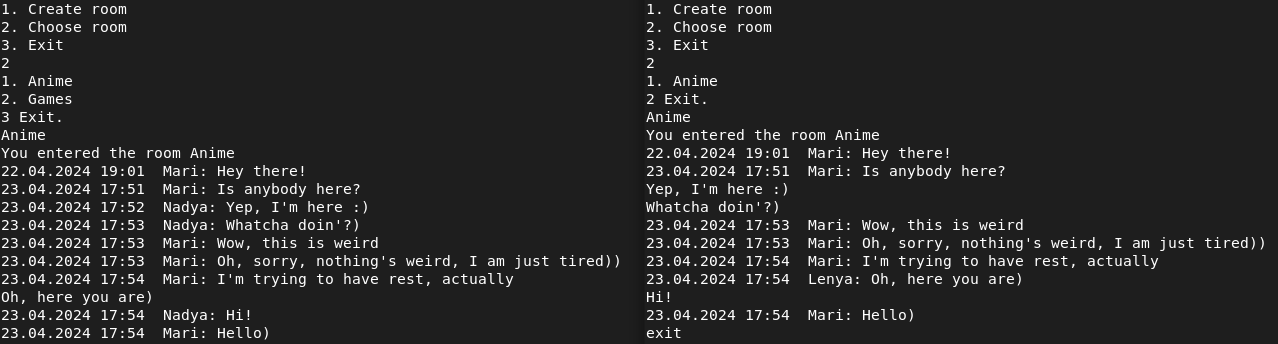 1. Create room
2. Choose room
3. Exit
2
1. Anime
2. Games
3 Exit.
Anime
You entered the room Anime
22.04.2024 19:01  Mari: Hey there!
23.04.2024 17:51  Mari: Is anybody here?
23.04.2024 17:52  Nadya: Yep, I'm here :)
23.04.2024 17:53  Nadya: Whatcha doin'?)
23.04.2024 17:53  Mari: Wow, this is weird
23.04.2024 17:53  Mari: Oh, sorry, nothing's weird, I am just tired))
23.04.2024 17:54  Mari: I'm trying to have rest, actually
Oh, here you are)
23.04.2024 17:54  Nadya: Hi!
23.04.2024 17:54  Mari: Hello)
1. Create room
2. Choose room
3. Exit
2
1. Anime
2 Exit.
Anime
You entered the room Anime
22.04.2024 19:01  Mari: Hey there!
23.04.2024 17:51  Mari: Is anybody here?
Yep, I'm here :)
Whatcha doin'?)
23.04.2024 17:53  Mari: Wow, this is weird
23.04.2024 17:53  Mari: Oh, sorry, nothing's weird, I am just tired))
23.04.2024 17:54  Mari: I'm trying to have rest, actually
23.04.2024 17:54  Lenya: Oh, here you are)
Hi!
23.04.2024 17:54  Mari: Hello)
exit